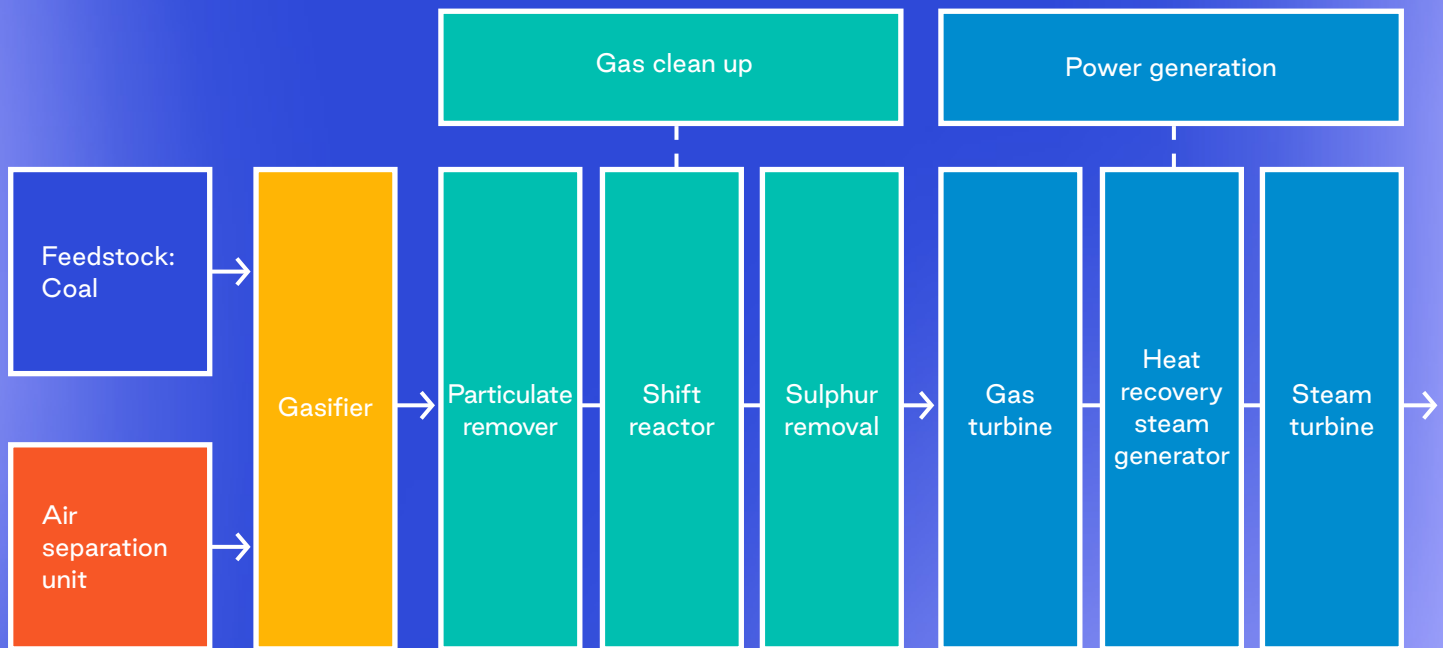 Gas clean up
Power generation
Feedstock:
Coal
Air
separation
unit
Gasifier
Particulate
remover
Shift
reactor
Sulphur
removal
Gas
turbine
Heat
recovery
steam
generator
Steam
turbine